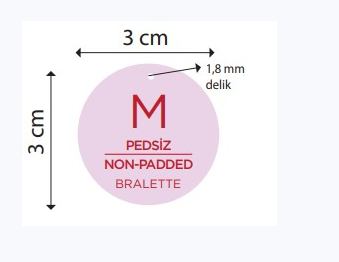 3 cm
1,8 mm
delik
3 cm
M
PEDSİZ
NON-PADDED
BRALETTE